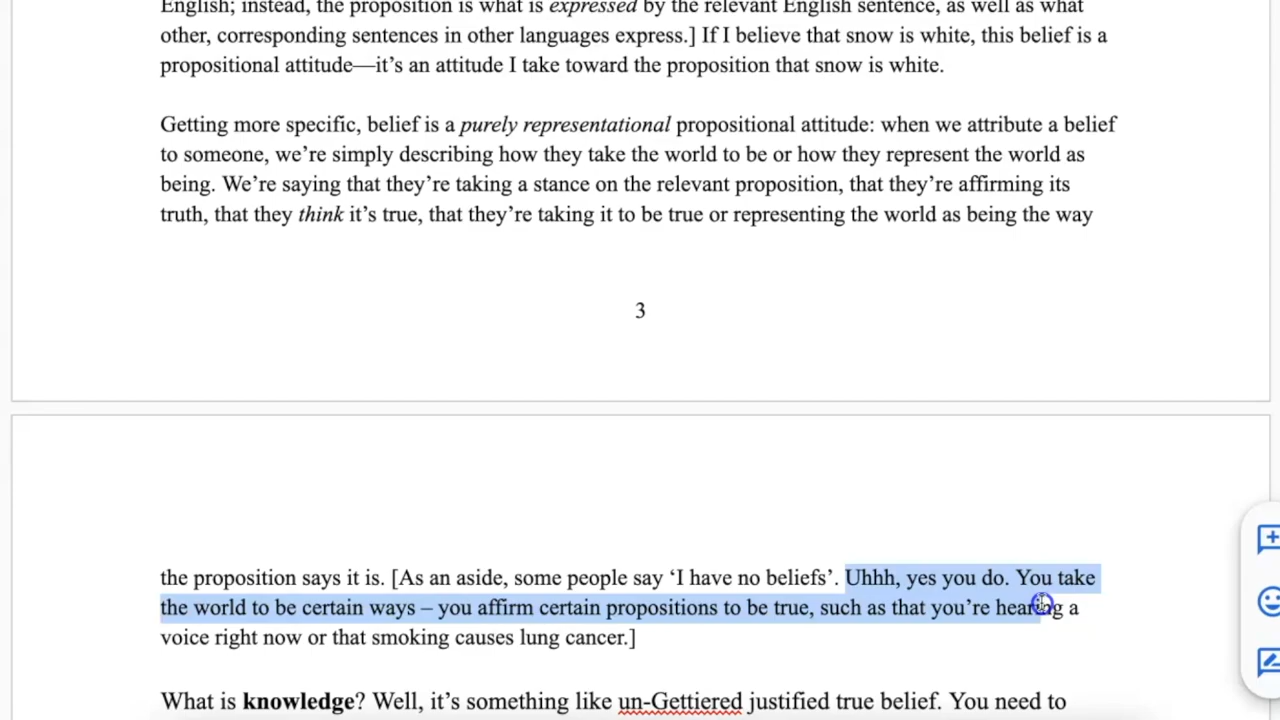 English; instead, the proposition is what is expressed by the relevant English sentence, as well as what
other, corresponding sentences in other languages express.] If I believe that snow is white, this belief is a
propositional attitude—it’s an attitude I take toward the proposition that snow is white.
Getting more specific, belief is a purely representational propositional attitude: when we attribute a belief
to someone, we’re simply describing how they take the world to be or how they represent the world as
being. We’re saying that they’re taking a stance on the relevant proposition, that they’re affirming its
truth, that they think it’s true, that they’re taking it to be true or representing the world as being the way
3
the proposition says it is. [As an aside, some people say ‘I have no beliefs’. Uhhh, yes you do. You take
the world to be certain ways – you affirm certain propositions to be true, such as that you’re hearing a
voice right now or that smoking causes lung cancer.]
What is knowledge? Well, it’s something like un-Gettiered justified true belief. You need to